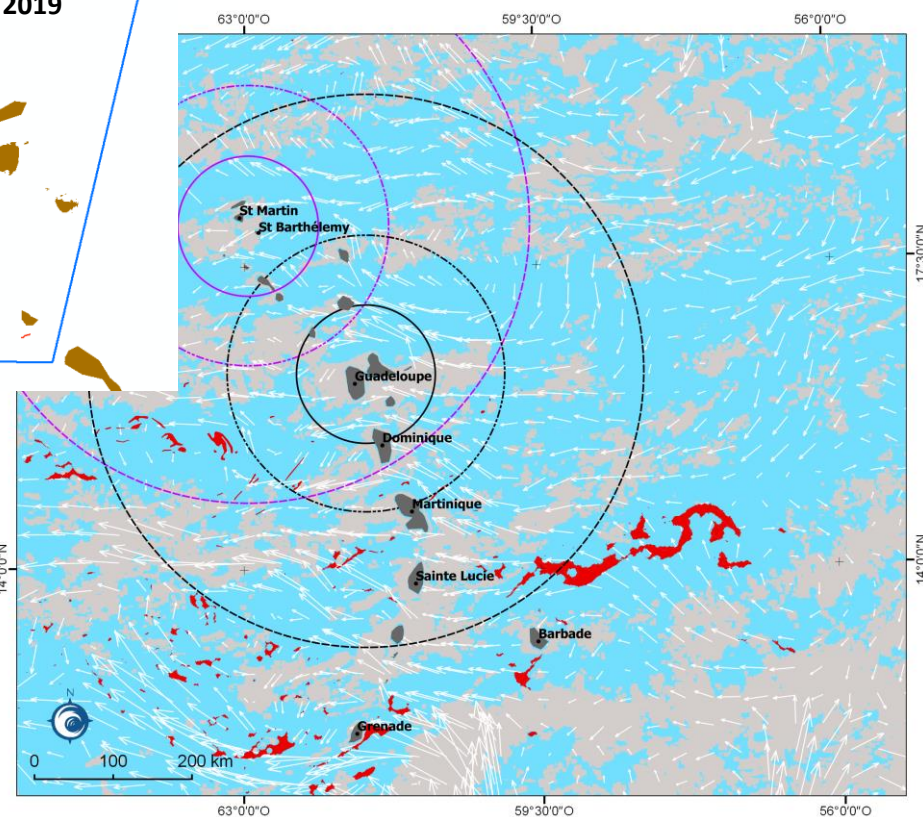 2019
63°0'0"O
59°30'0"O
56°0'0"O
St Martin
St Barthélemy
17°30'0"N
Guadeloupe
Dominique
Martinique
14°0'0"N
14°0'0"N
Sainte Lucie
Barbade
N
Grenade
0 100 200 km
63°0'0"O
59°30'0"O
56°0'0"O